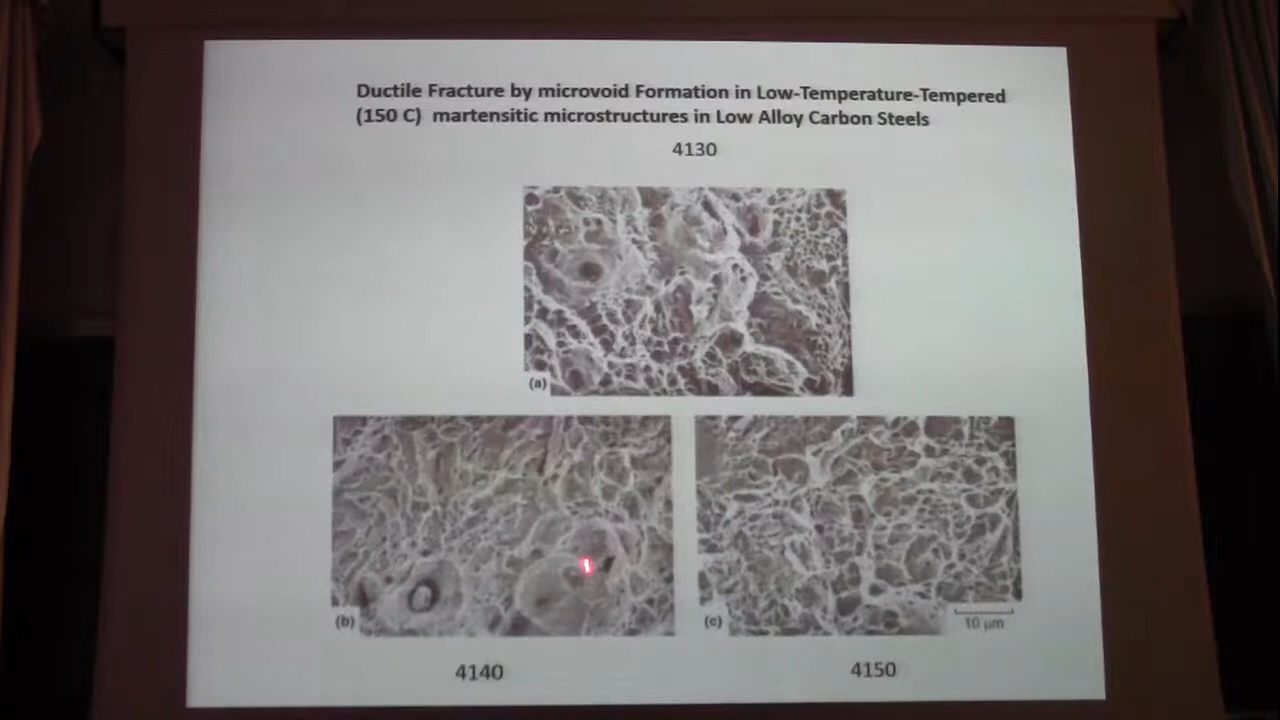 Ductile Fracture by microvoid Formation in Low-Temperature-Tempered
(150 C) martensitic microstructures in Low Alloy Carbon Steels
4130
(a)
(b)
(c)
10 µm
4140
4150